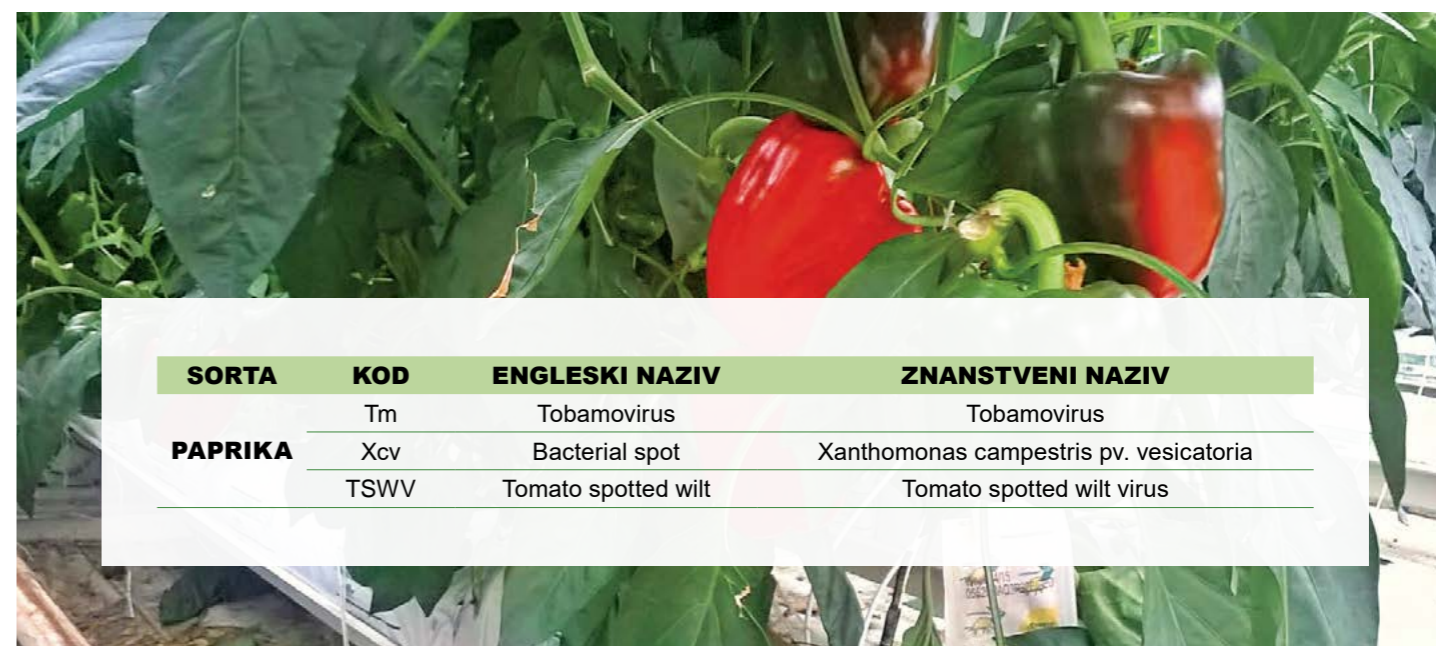 SORTA KOD ENGLESKI NAZIV ZNANSTVENI NAZIV
Tm Tobamovirus Tobamovirus
PAPRIKA Xcv Bacterial spot Xanthomonas campestris pv. vesicatoria
TSWV Tomato spotted wilt Tomato spotted wilt virus